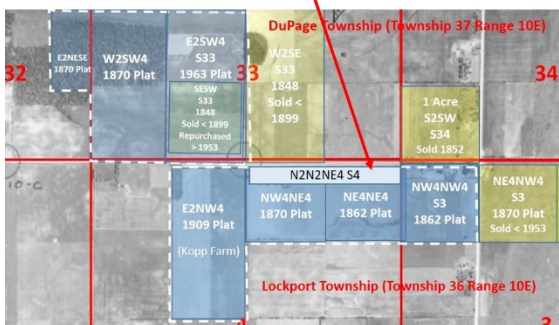 DuPage Township (Township 37 Range 10E)
32
33
34
E2NESE
1870 Plat
W2SW4
1870 Plat
E2SW4
S33
1963 Plat
SESW
S33
1848
Sold < 1899
Repurchased
> 1953
W2SE
S33
1848
Sold <
1899
1 Acre
S2SW
S34
Sold 1852
N2N2NE4 S4
E2NW4
1909 Plat
(Kopp Farm)
NW4NE4
1870 Plat
NE4NE4
1862 Plat
NW4NW4
S3
1862 Plat
NE4NW4
S3
1870 Plat
Sold < 1953
Lockport Township (Township 36 Range 10E)